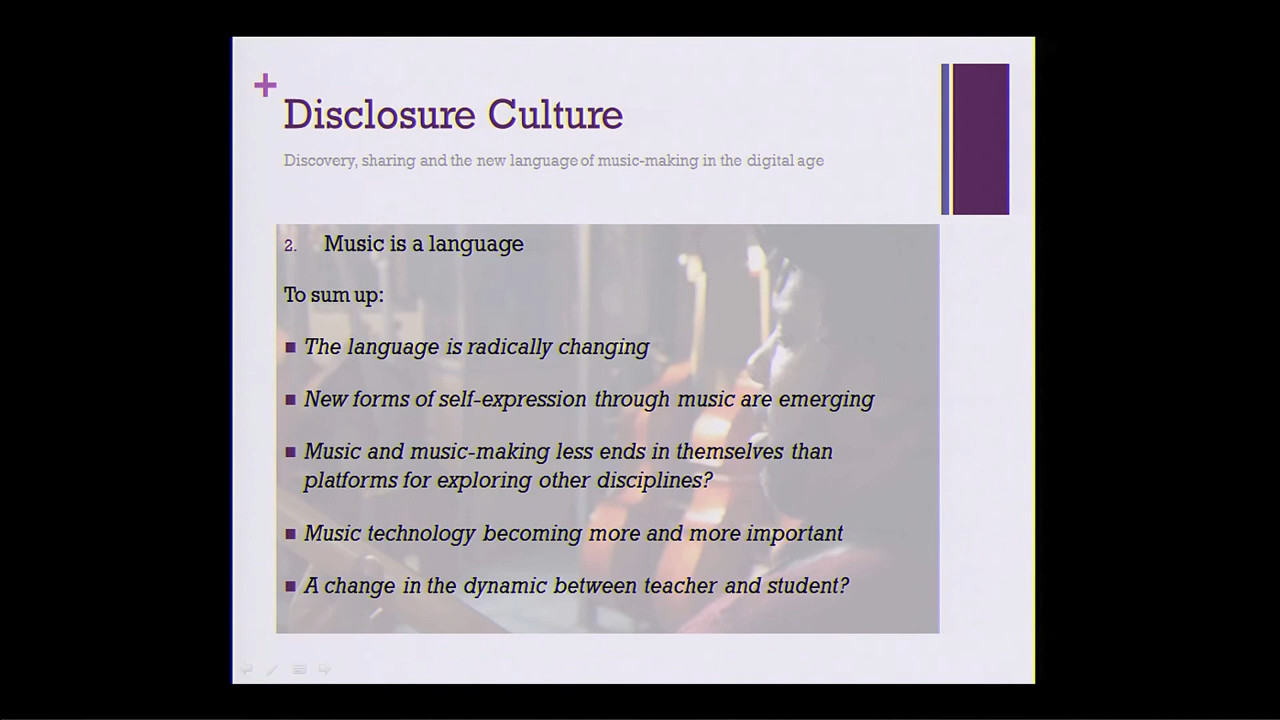 +
Disclosure Culture
Discovery, sharing and the new language of music-making in the digital age
2. Music is a language
To sum up:
■ The language is radically changing
■ New forms of self-expression through music are emerging
■ Music and music-making less ends in themselves than
platforms for exploring other disciplines?
■ Music technology becoming more and more important
■ A change in the dynamic between teacher and student?